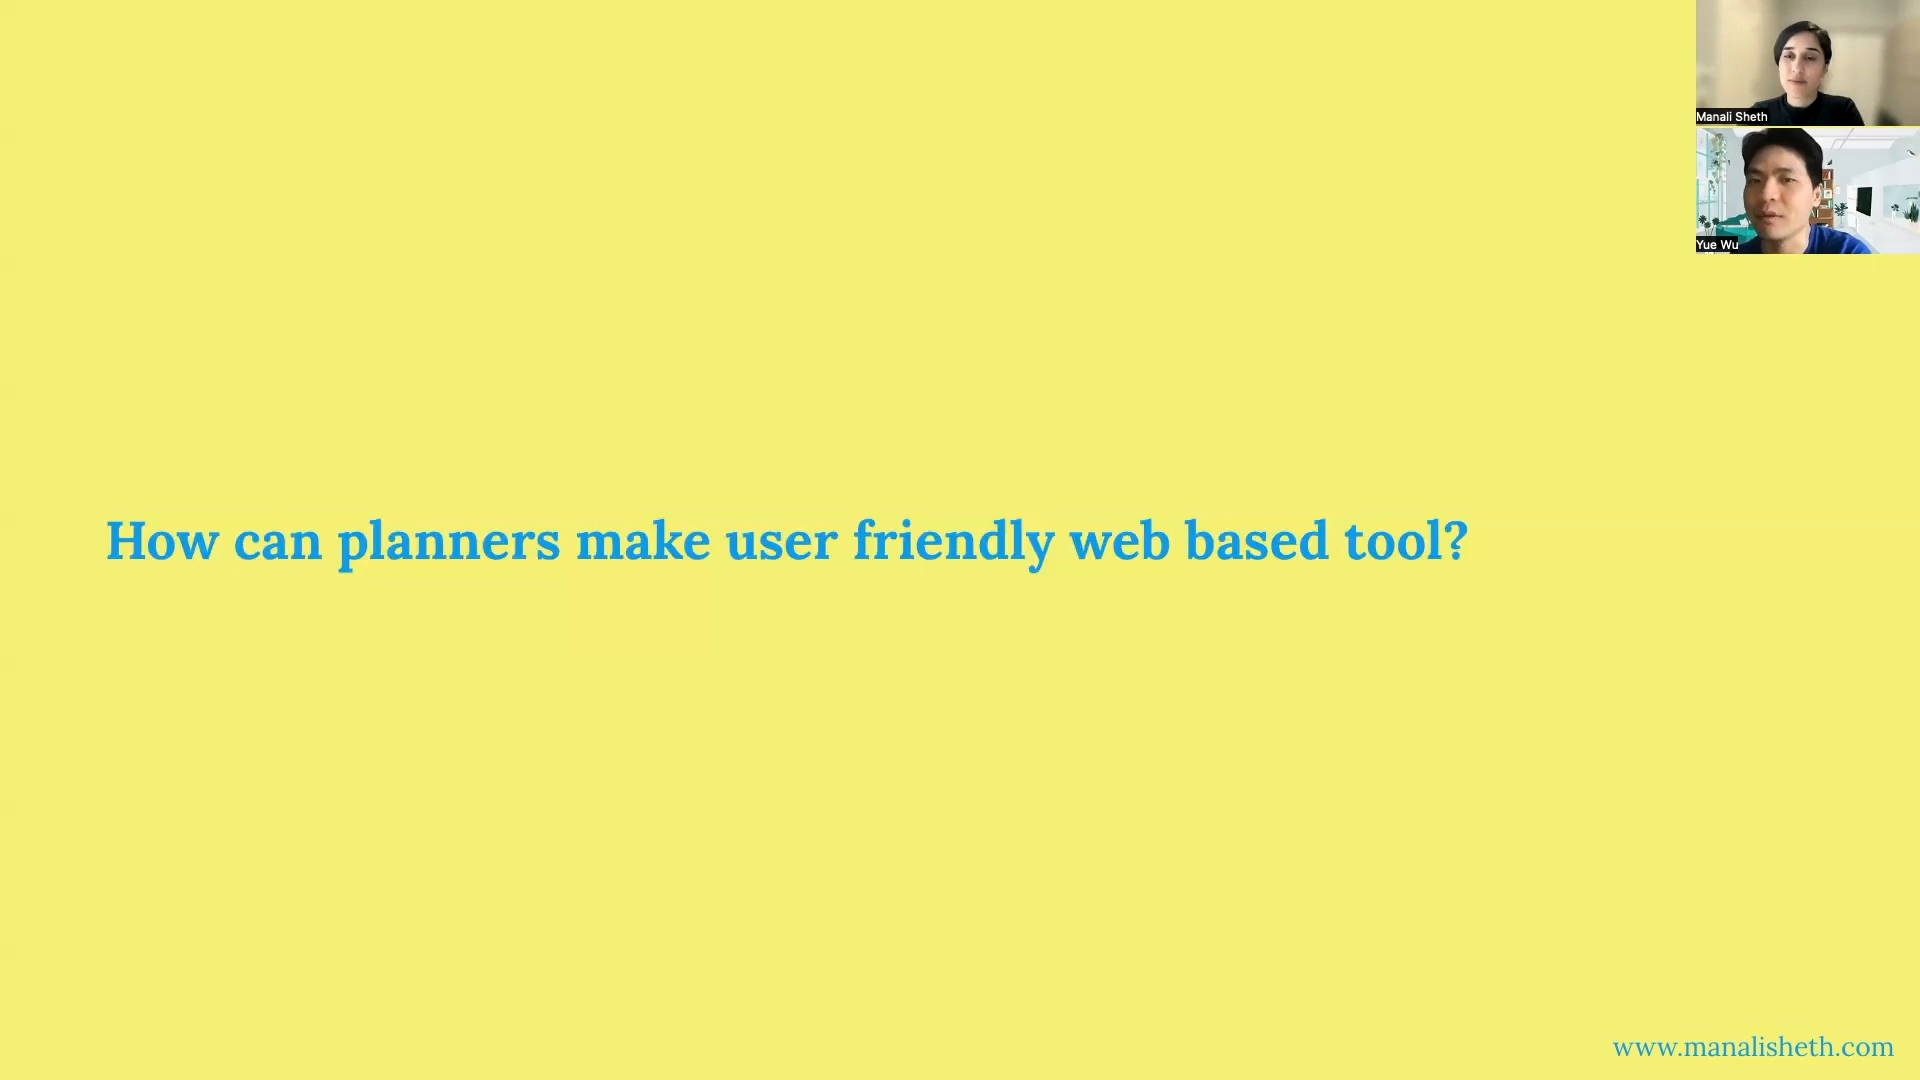 Manali Sheth
Yue Wu
How can planners make user friendly web based tool?
www.manalisheth.com